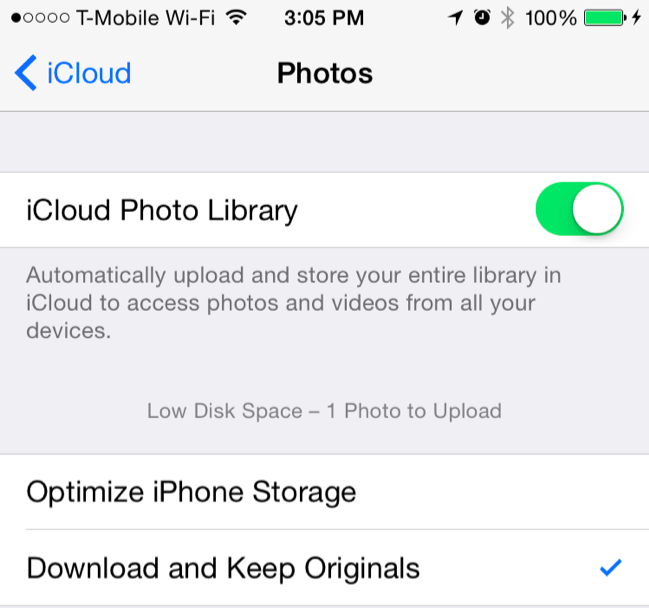 T-Mobile Wi-Fi 3:05 PM 100%
iCloud Photos
iCloud Photo Library
Automatically upload and store your entire library in
iCloud to access photos and videos from all your
devices.
Low Disk Space – 1 Photo to Upload
Optimize iPhone Storage
Download and Keep Originals